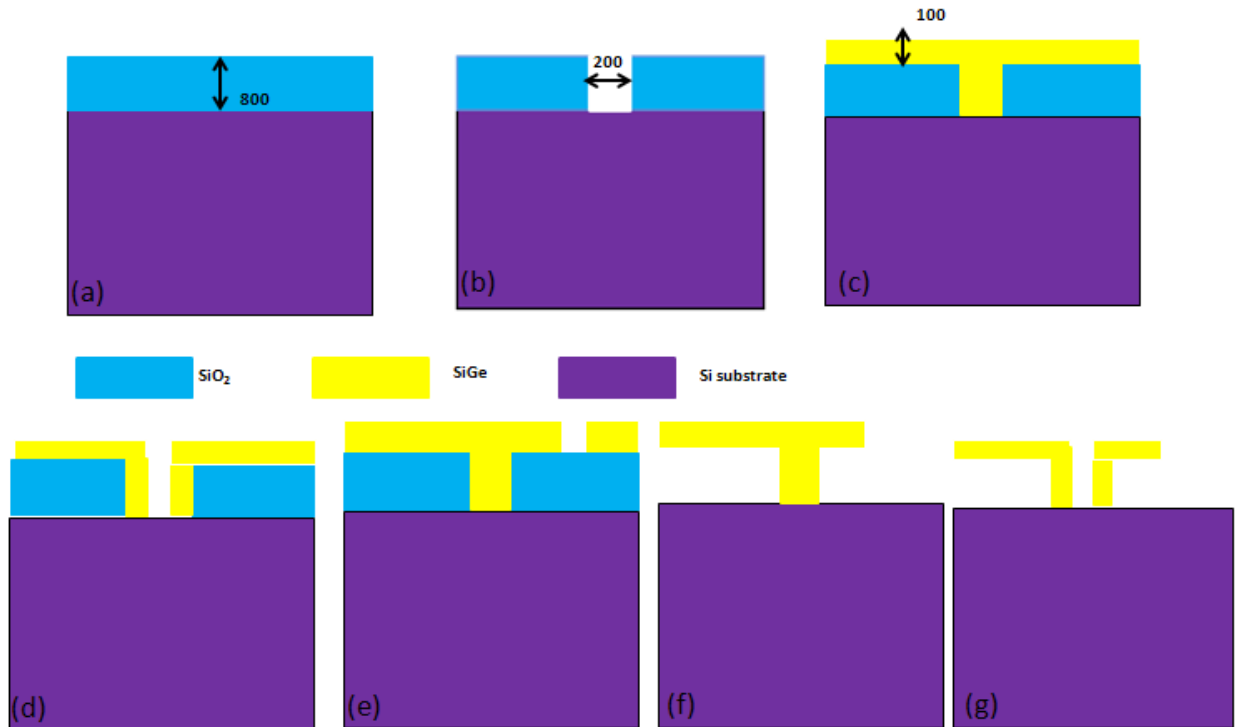 100
200
800
(a)
(b)
(c)
SiO₂
SiGe
Si substrate
(d)
(e)
(f)
(g)